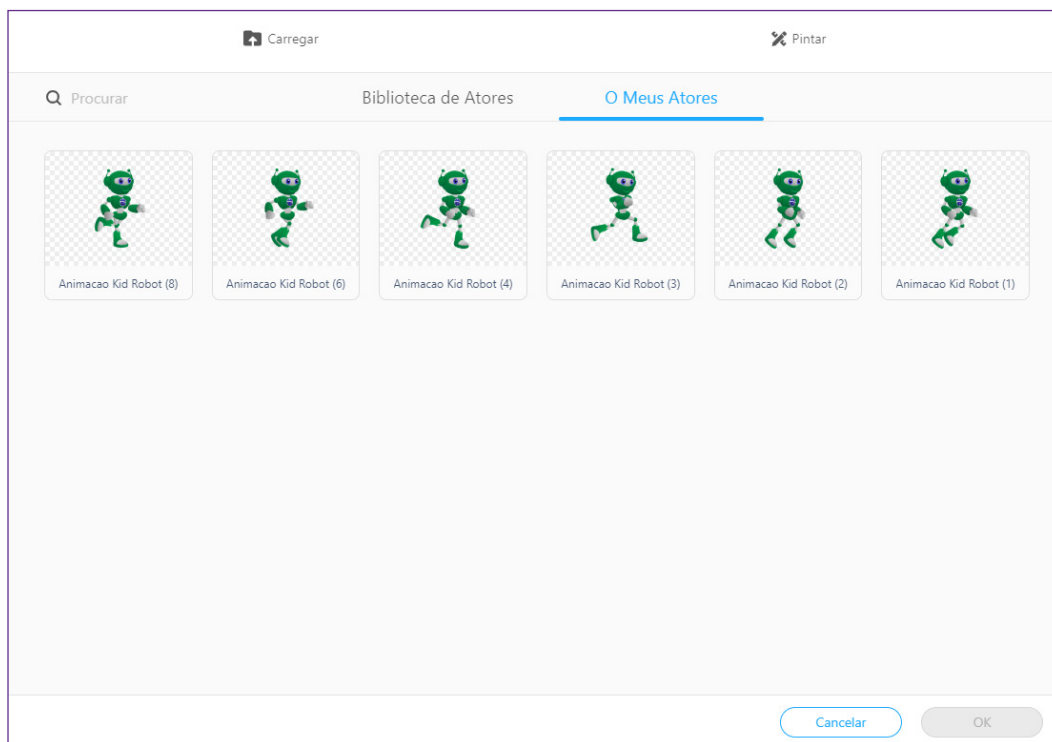 Carregar
Pintar
Procurar
Biblioteca de Atores
O Meus Atores
Animacao Kid Robot (8)
Animacao Kid Robot (6)
Animacao Kid Robot (4)
Animacao Kid Robot (3)
Animacao Kid Robot (2)
Animacao Kid Robot (1)
Cancelar
OK